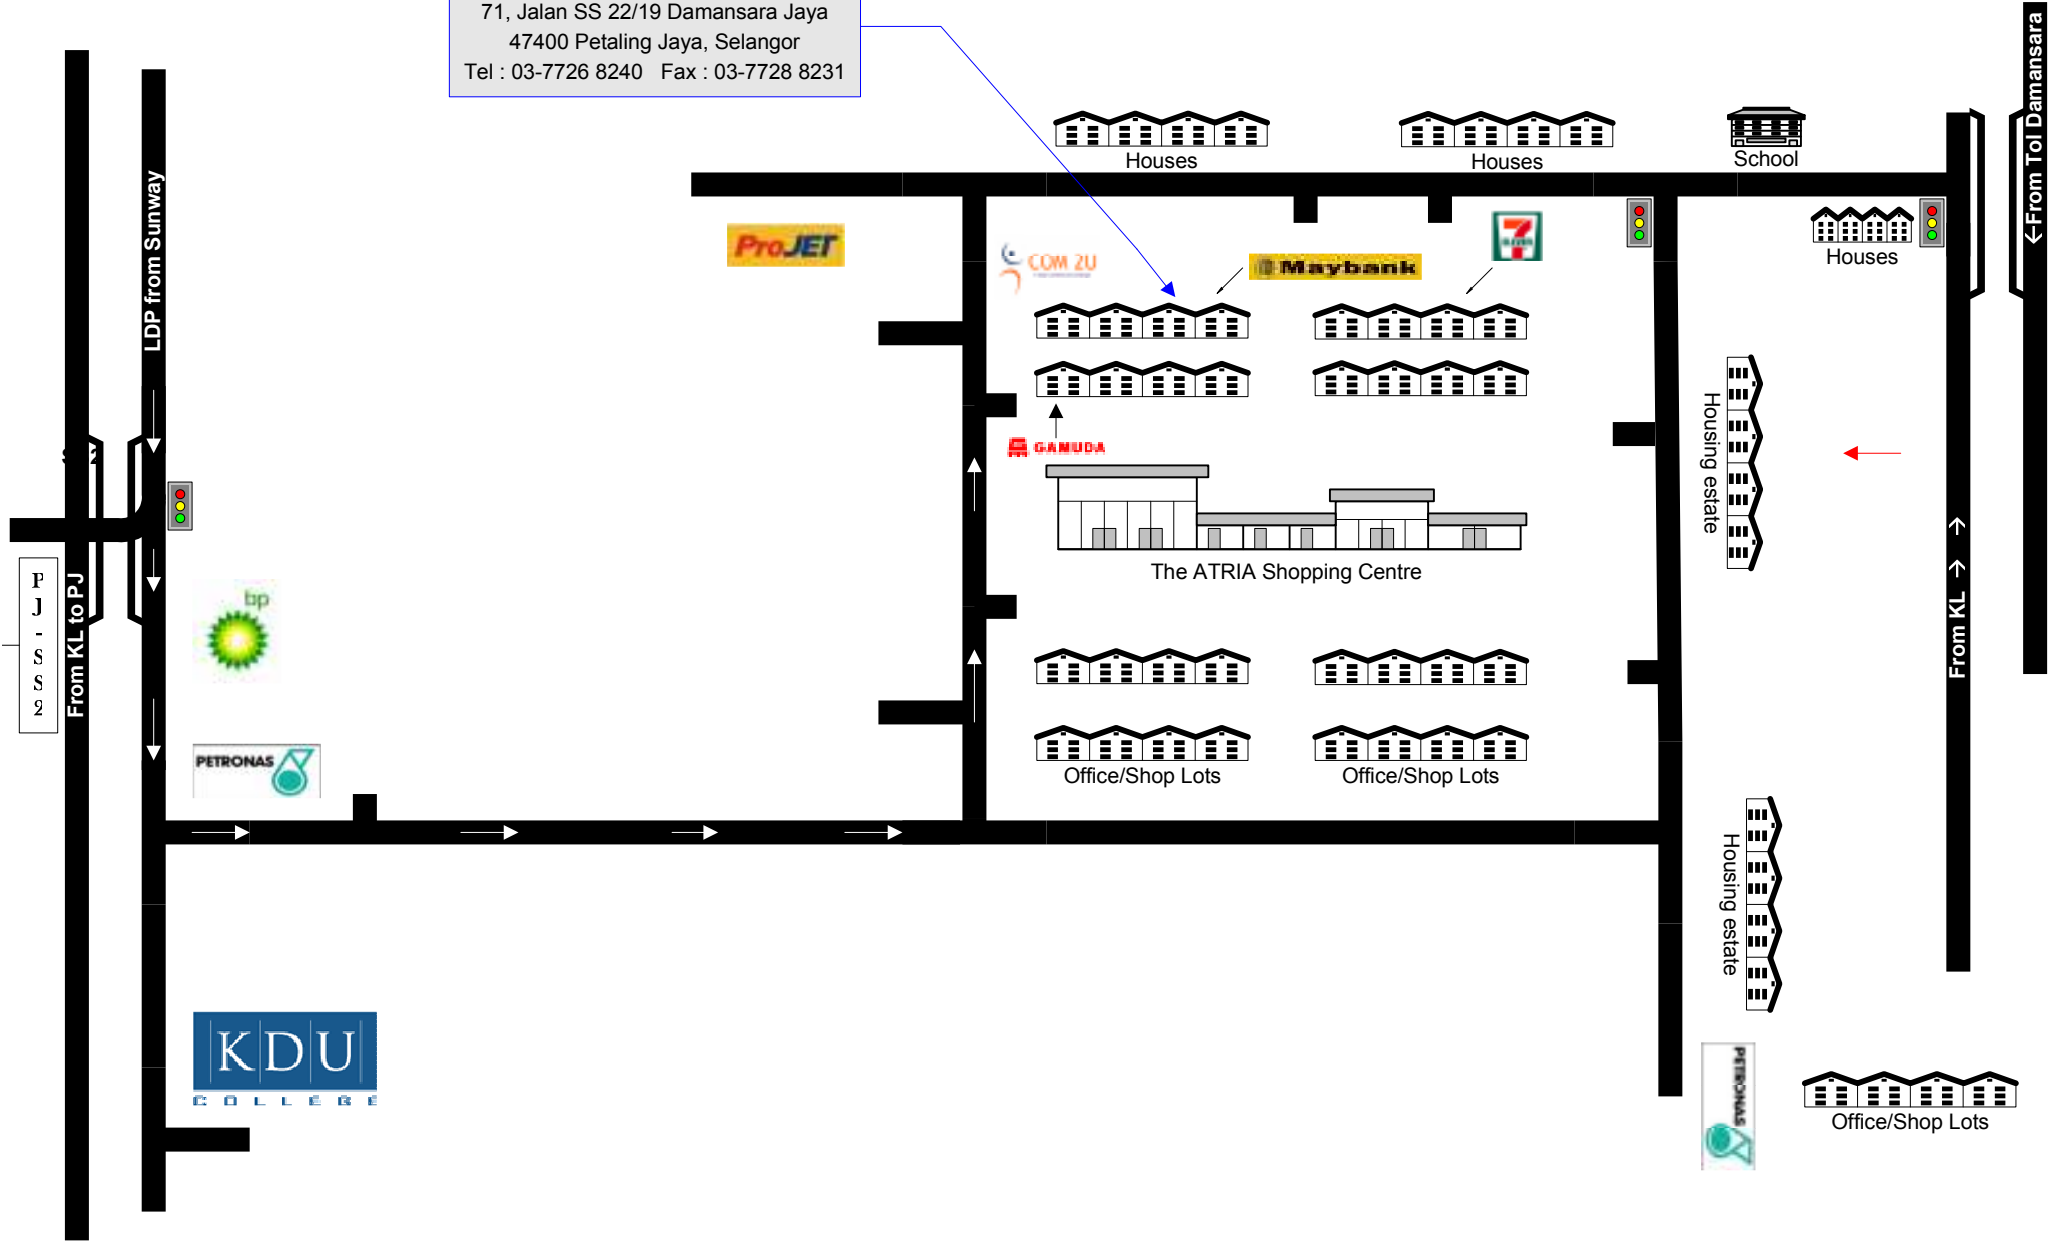 71, Jalan SS 22/19 Damansara Jaya
47400 Petaling Jaya, Selangor
Tel : 03-7726 8240 Fax : 03-7728 8231
←From Tol Damansara
Houses
Houses
School
LDP from Sunway
ProJET
COM 2U
Maybank
7
ELEVEN
Houses
Housing estate
GAMUDA
The ATRIA Shopping Centre
PJ - SS2
From KL to PJ
bp
From KL → →
PETRONAS
Office/Shop Lots
Office/Shop Lots
Housing estate
KDU
COLLEGE
PETRONAS
Office/Shop Lots